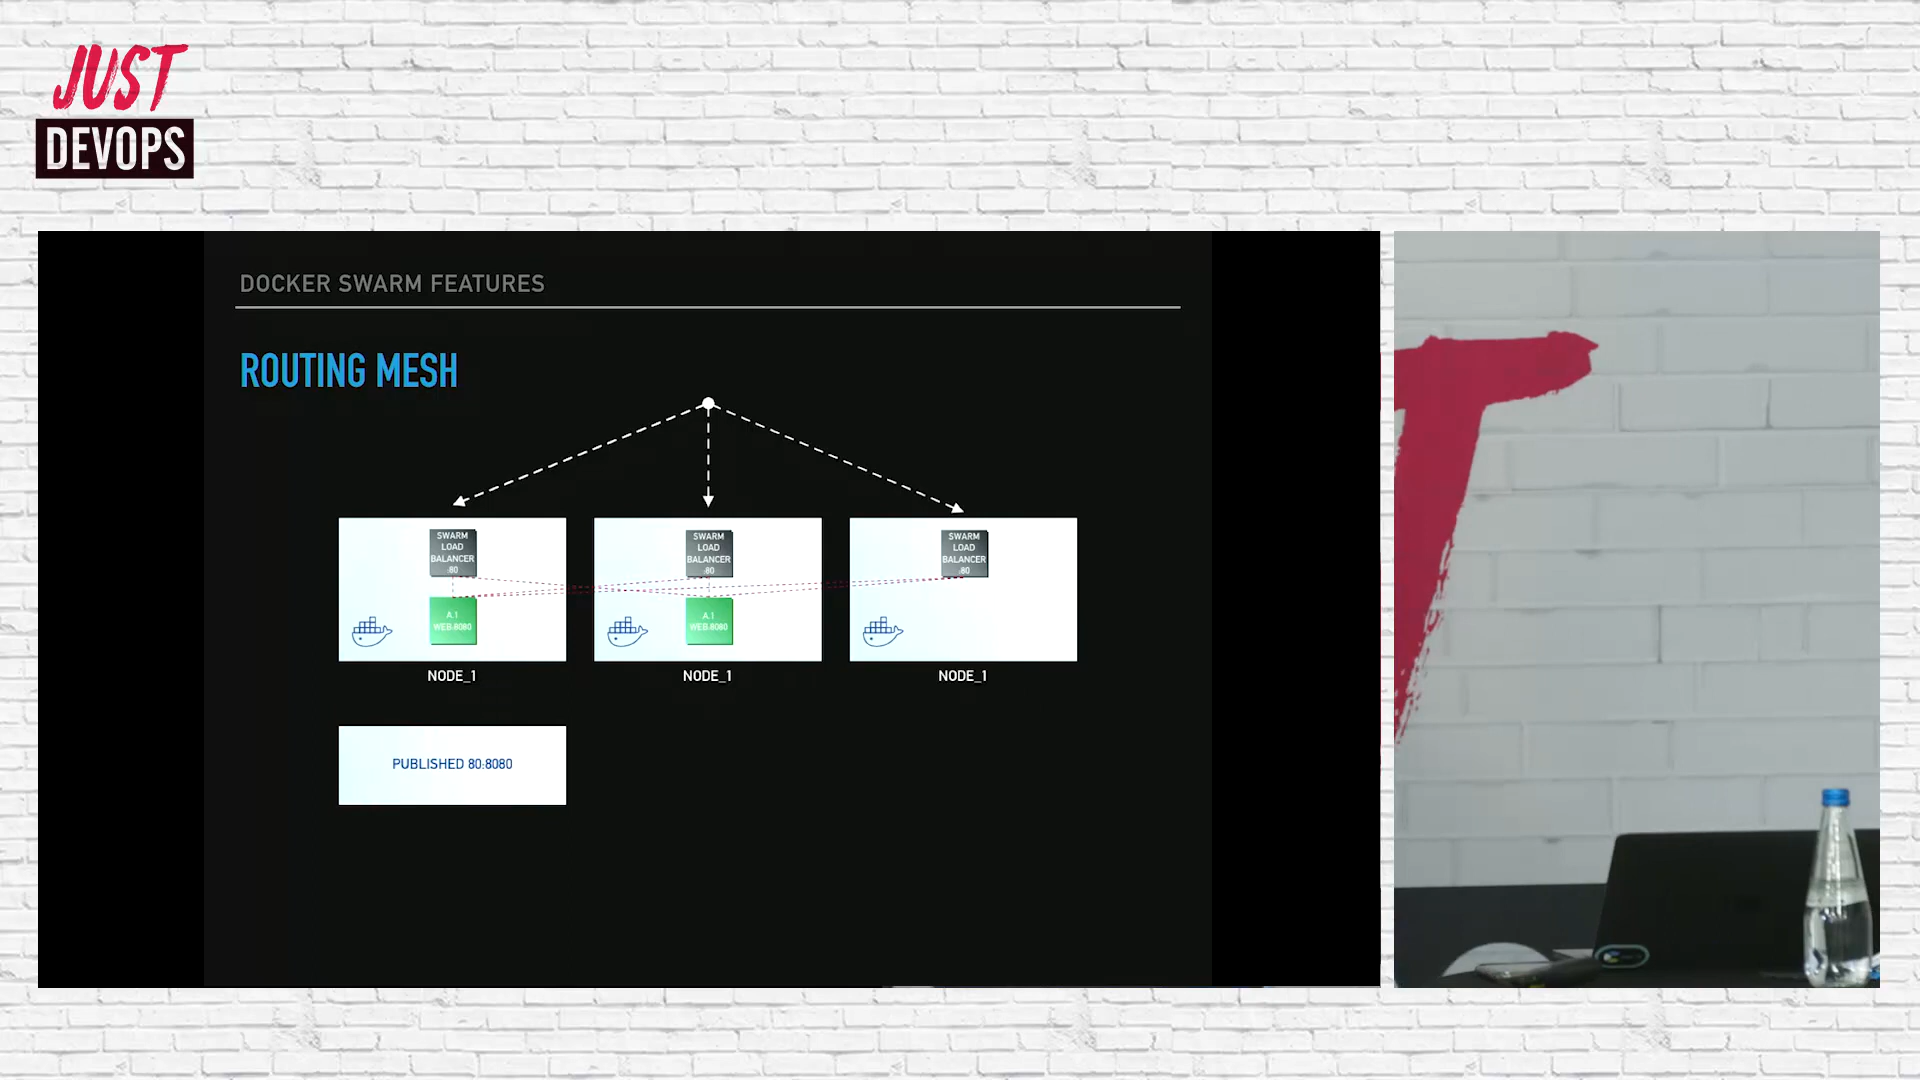 JUST
DEVOPS
DOCKER SWARM FEATURES
ROUTING MESH
SWARM
LOAD
BALANCER
:80
SWARM
LOAD
BALANCER
:80
SWARM
LOAD
BALANCER
:80
A.1
WEB-8080
A.1
WEB-8080
NODE_1
NODE_1
NODE_1
PUBLISHED 80:8080
T